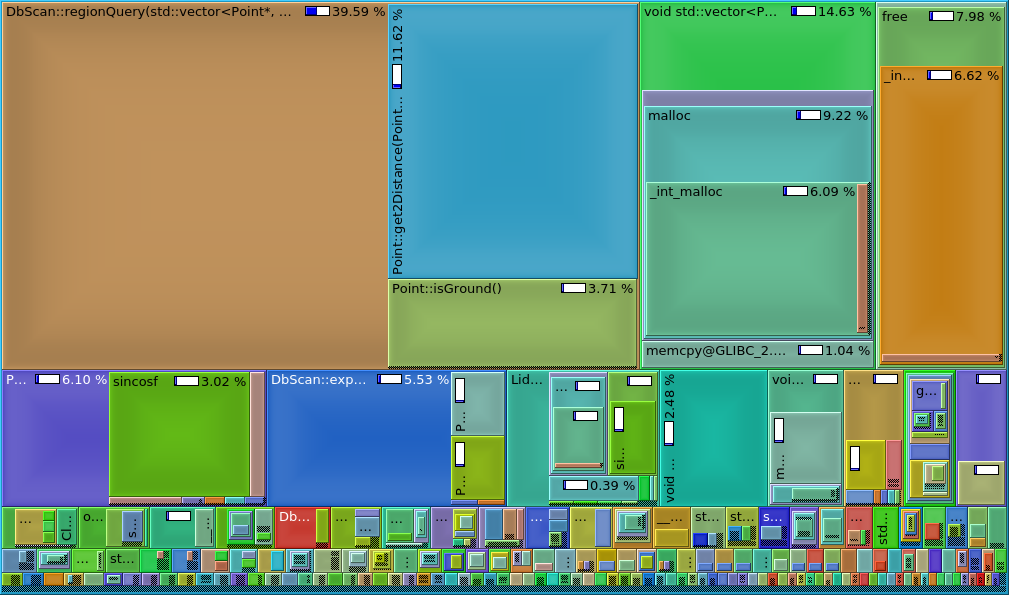 DbScan::regionQuery(std::vector<Point*, ... 39.59 %
Point::get2Distance(Point... 11.62 %
void std::vector<P... 14.63 %
free 7.98 %
_in... 6.62 %
malloc 9.22 %
_int_malloc 6.09 %
Point::isGround() 3.71 %
memcpy@GLIBC_2.... 1.04 %
P... 6.10 %
sincosf 3.02 %
DbScan::exp... 5.53 %
P...
P...
Lid...
...
si...
0.39 %
void ... 2.48 %
voi...
m...
...
g...
...
Cl...
o...
s...
...
Db...
...
...
...
...
...
...
__...
st...
st...
s...
...
std...
...
...
st...
...
...
...